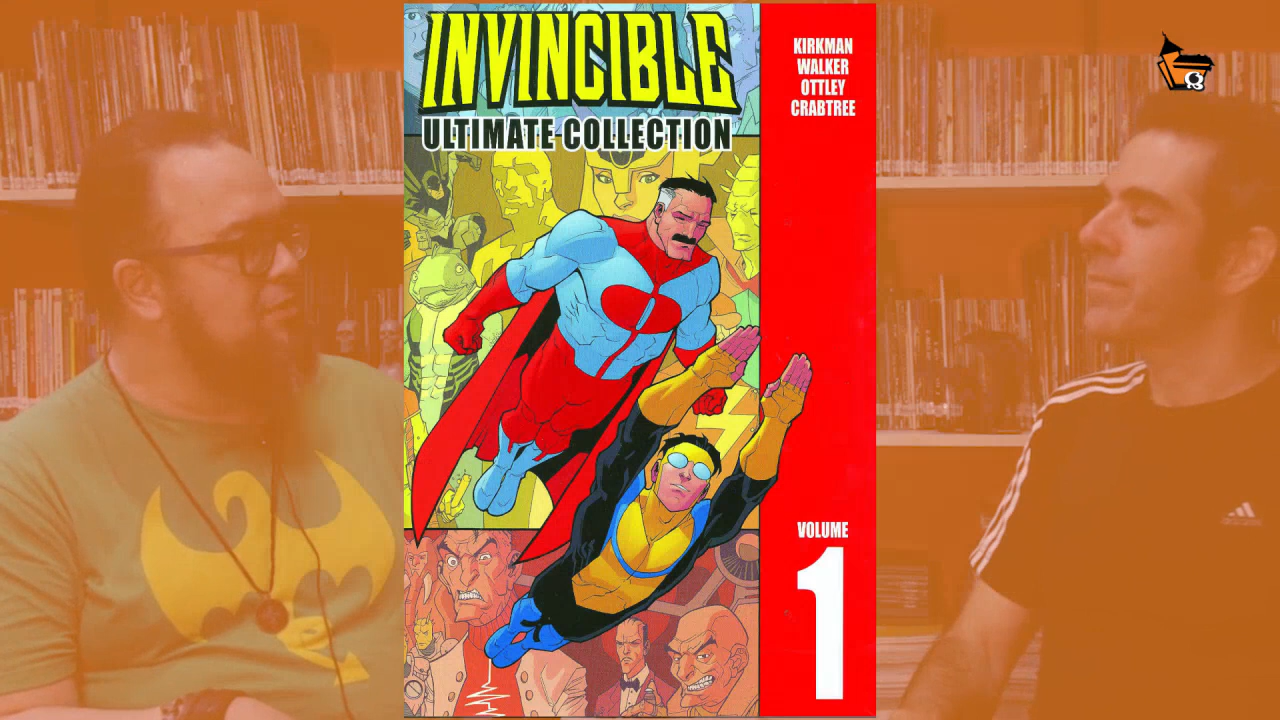 INVINCIBLE
ULTIMATE COLLECTION
KIRKMAN
WALKER
OTTLEY
CRABTREE
VOLUME
1